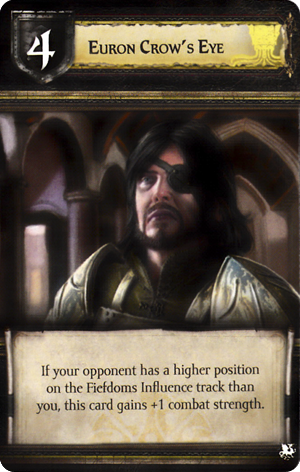 4
Euron Crow's Eye
If your opponent has a higher position
on the Fiefdoms Influence track than
you, this card gains +1 combat strength.